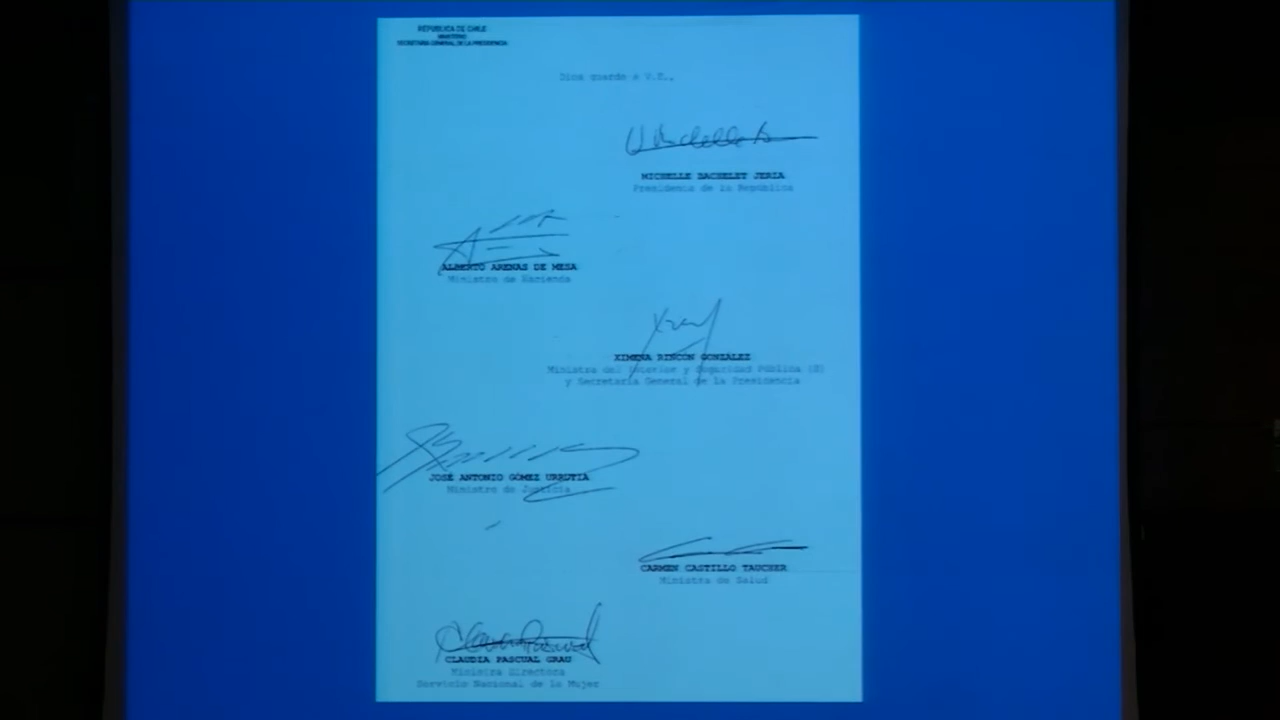 REPÚBLICA DE CHILE
MINISTERIO
SECRETARÍA GENERAL DE LA PRESIDENCIA
Dios guarde a V.E.,
MICHELLE BACHELET JERIA
Presidenta de la República
ALBERTO ARENAS DE MESA
Ministro de Hacienda
XIMENA RINCÓN GONZÁLEZ
Ministra del Interior y Seguridad Pública (S)
y Secretaria General de la Presidencia
JOSÉ ANTONIO GÓMEZ URRUTIA
Ministro de Justicia
CARMEN CASTILLO TAUCHER
Ministra de Salud
Claudia Pascual
CLAUDIA PASCUAL GRAU
Ministra Directora
Servicio Nacional de la Mujer